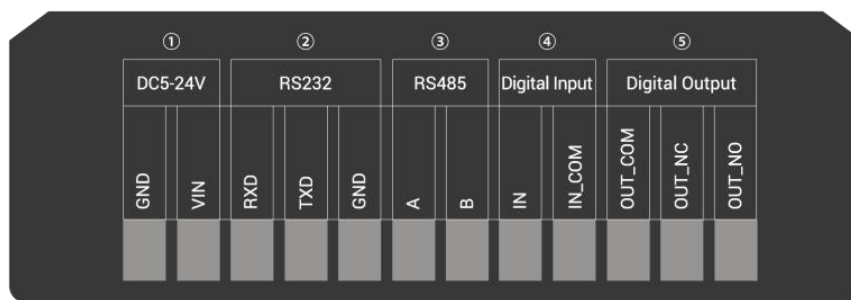 ① ② ③ ④ ⑤
DC5-24V RS232 RS485 Digital Input Digital Output
GND VIN RXD TXD GND A B IN IN_COM OUT_COM OUT_NC OUT_NO